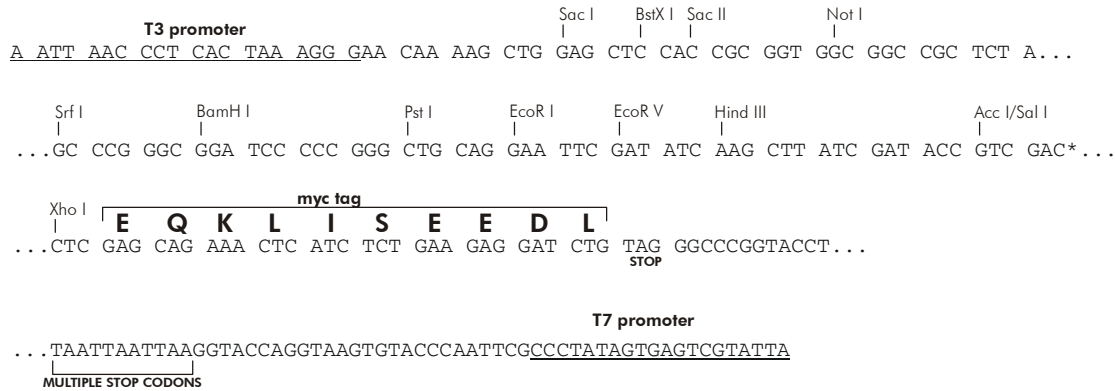 Sac I BstX I Sac II Not I
T3 promoter
A ATT AAC CCT CAC TAA AGG GAA CAA AAG CTG GAG CTC CAC CGC GGT GGC GGC CGC TCT A...
Srf I BamH I Pst I EcoR I EcoR V Hind III Acc I/Sal I
...GC CCG GGC GGA TCC CCC GGG CTG CAG GAA TTC GAT ATC AAG CTT ATC GAT ACC GTC GAC*...
myc tag
Xho I
E Q K L I S E E D L
...CTC GAG CAG AAA CTC ATC TCT GAA GAG GAT CTG TAG GGCCCGGTACCT...
STOP
T7 promoter
...TAATTAATTAAGGTACCAGGTAAGTGTACCCAATTCGCCCTATAGTGAGTCGTATTA
MULTIPLE STOP CODONS